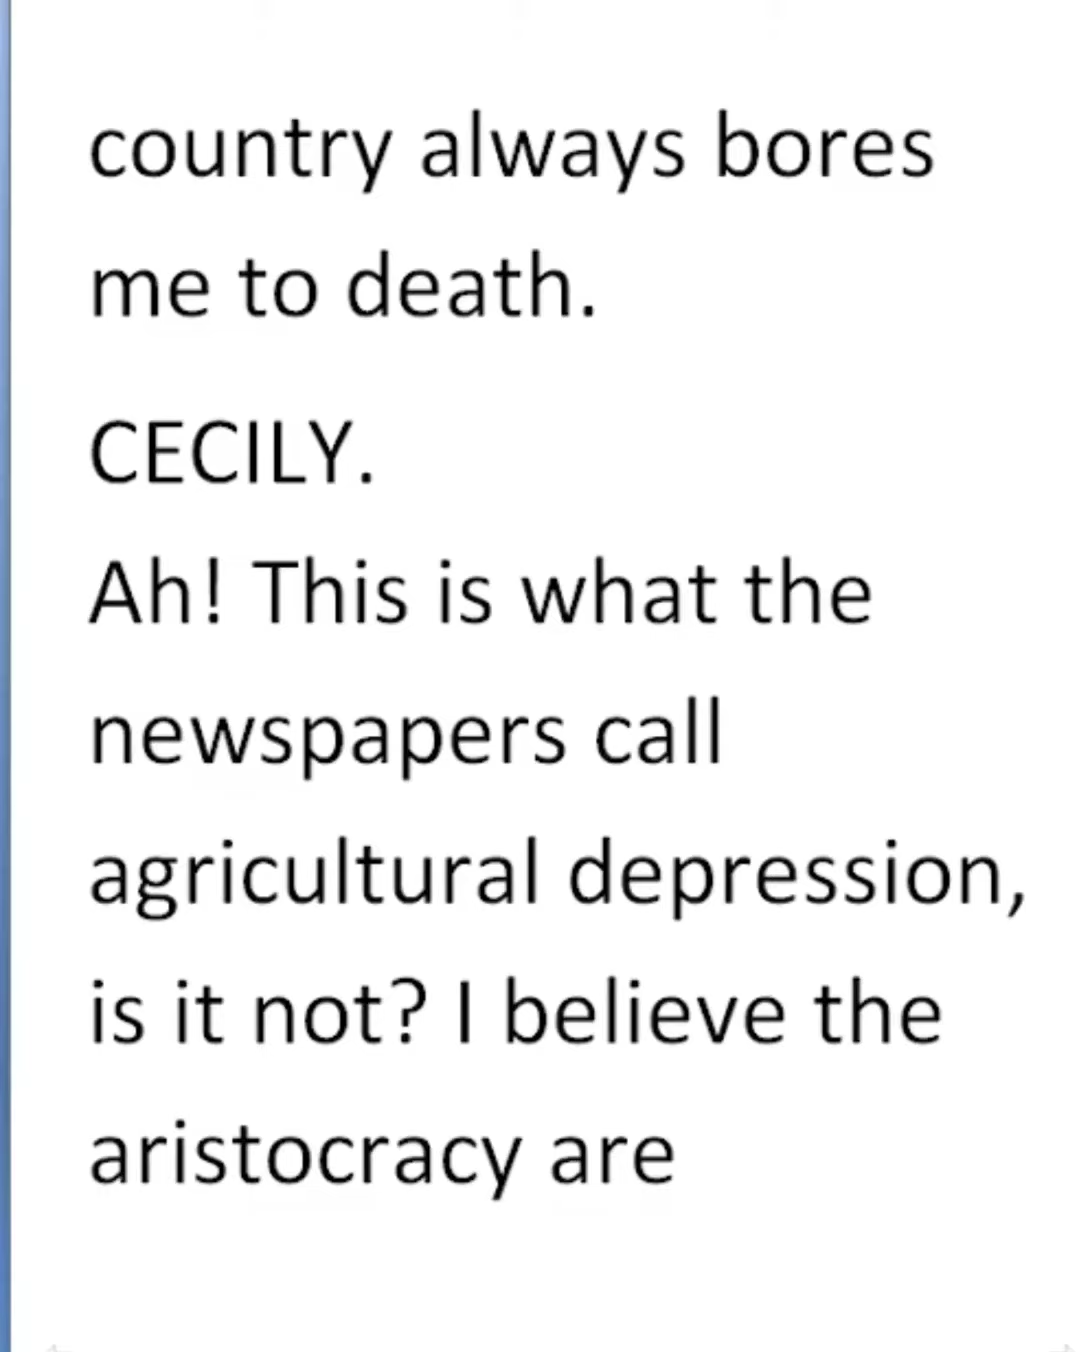 country always bores
me to death.
CECILY.
Ah! This is what the
newspapers call
agricultural depression,
is it not? I believe the
aristocracy are